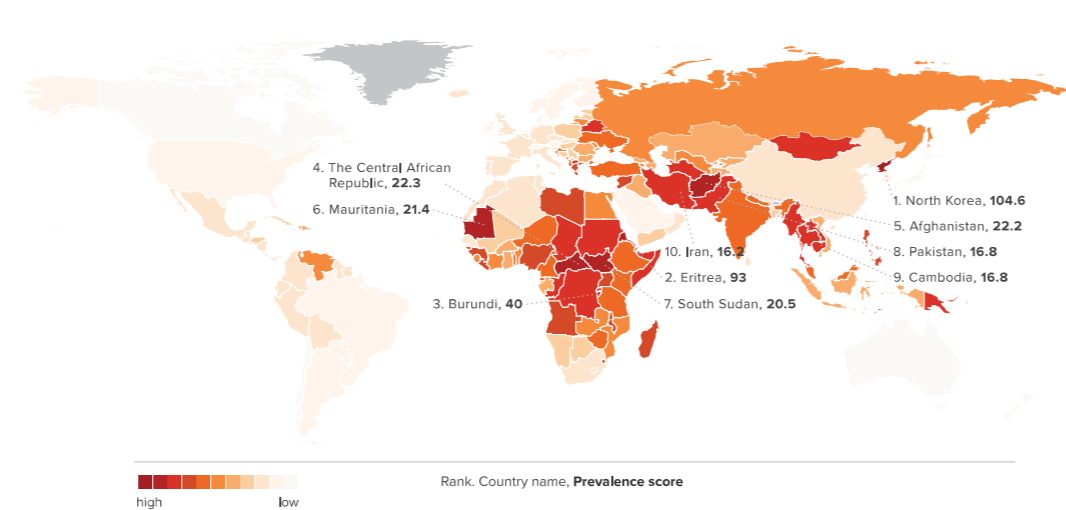 4. The Central African
Republic, 22.3
6. Mauritania, 21.4
1. North Korea, 104.6
5. Afghanistan, 22.2
10. Iran, 16.2
8. Pakistan, 16.8
2. Eritrea, 93
9. Cambodia, 16.8
3. Burundi, 40
7. South Sudan, 20.5
Rank. Country name, Prevalence score
high
low